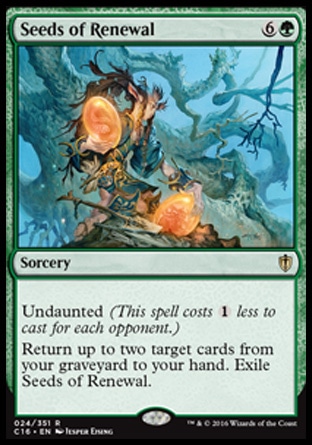 Seeds of Renewal 6
Sorcery
Undaunted (This spell costs 1 less to
cast for each opponent.)
Return up to two target cards from
your graveyard to your hand. Exile
Seeds of Renewal.
024/351 R
C16 • EN Jesper Ejsing
™ & © 2016 Wizards of the Coast